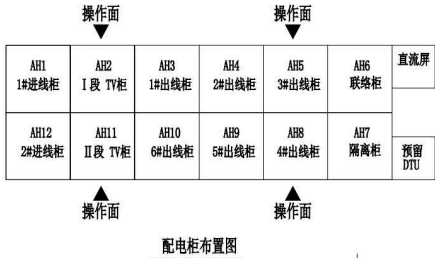 操作面 操作面
AH1 AH2 AH3 AH4 AH5 AH6 直流屏
1#进线柜 Ⅰ段 TV柜 1#出线柜 2#出线柜 3#出线柜 联络柜
AH12 AH11 AH10 AH9 AH8 AH7 预留
2#进线柜 Ⅱ段 TV柜 6#出线柜 5#出线柜 4#出线柜 隔离柜 DTU
操作面 操作面
配电柜布置图